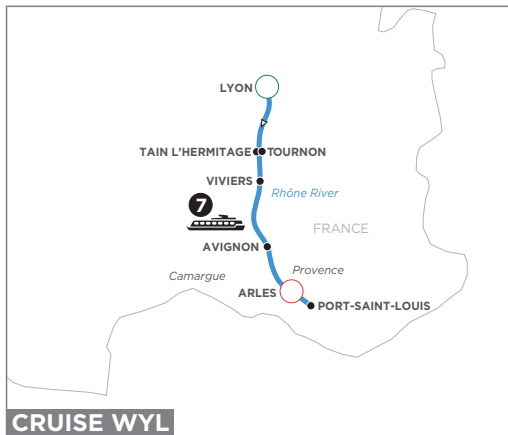 LYON
TAIN L'HERMITAGE TOURNON
VIVIERS
Rhône River
7
FRANCE
AVIGNON
Provence
Camargue
ARLES
PORT-SAINT-LOUIS
CRUISE WYL